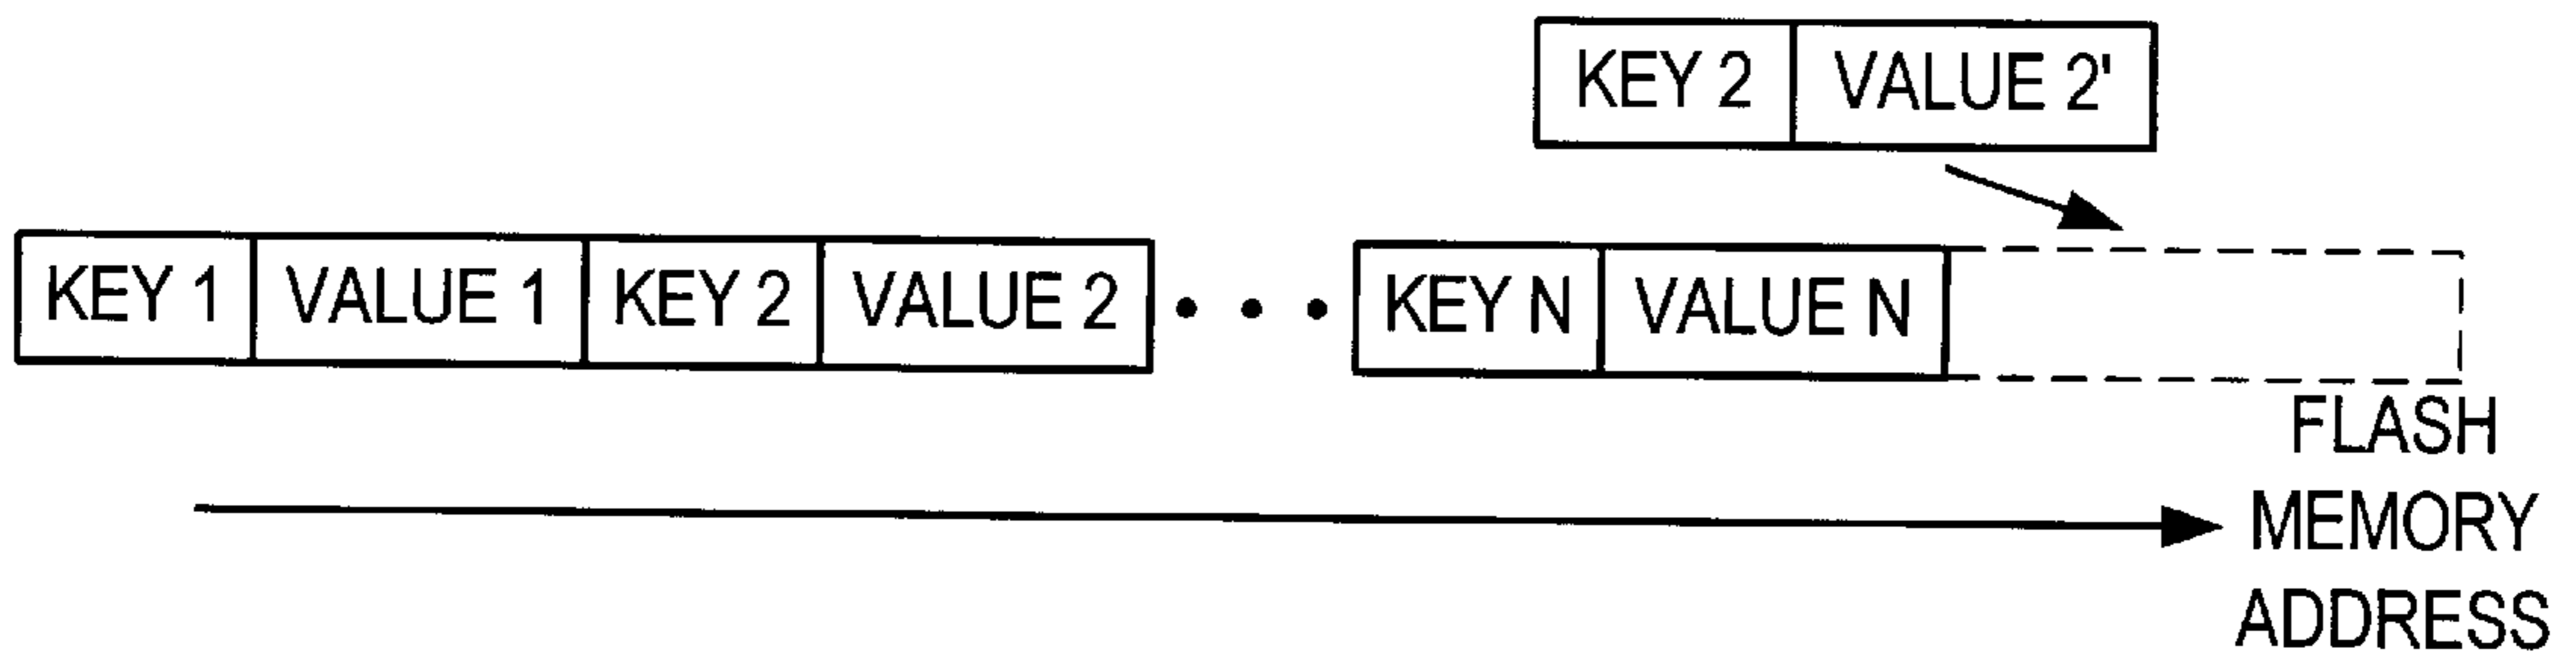 KEY 2 VALUE 2'
KEY 1 VALUE 1 KEY 2 VALUE 2 • • • KEY N VALUE N
FLASH
MEMORY
ADDRESS